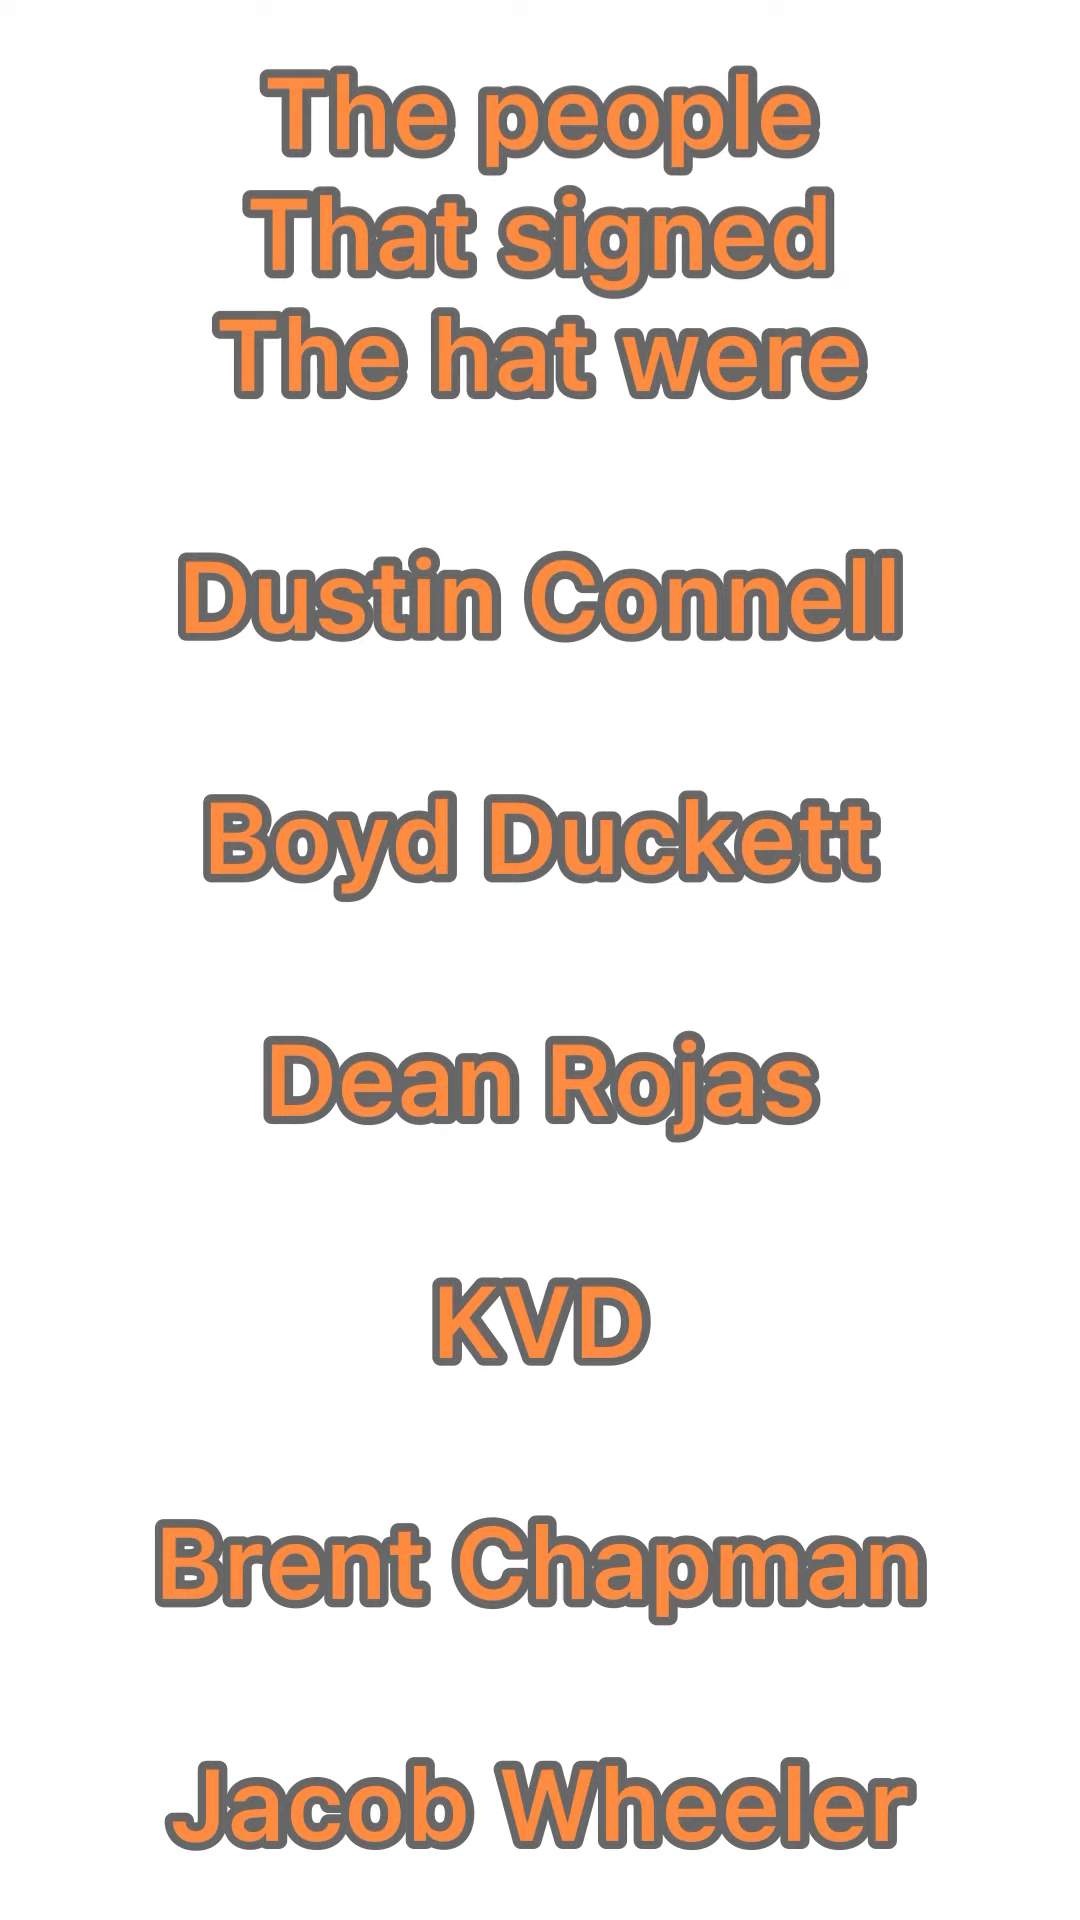 The people
That signed
The hat were
Dustin Connell
Boyd Duckett
Dean Rojas
KVD
Brent Chapman
Jacob Wheeler